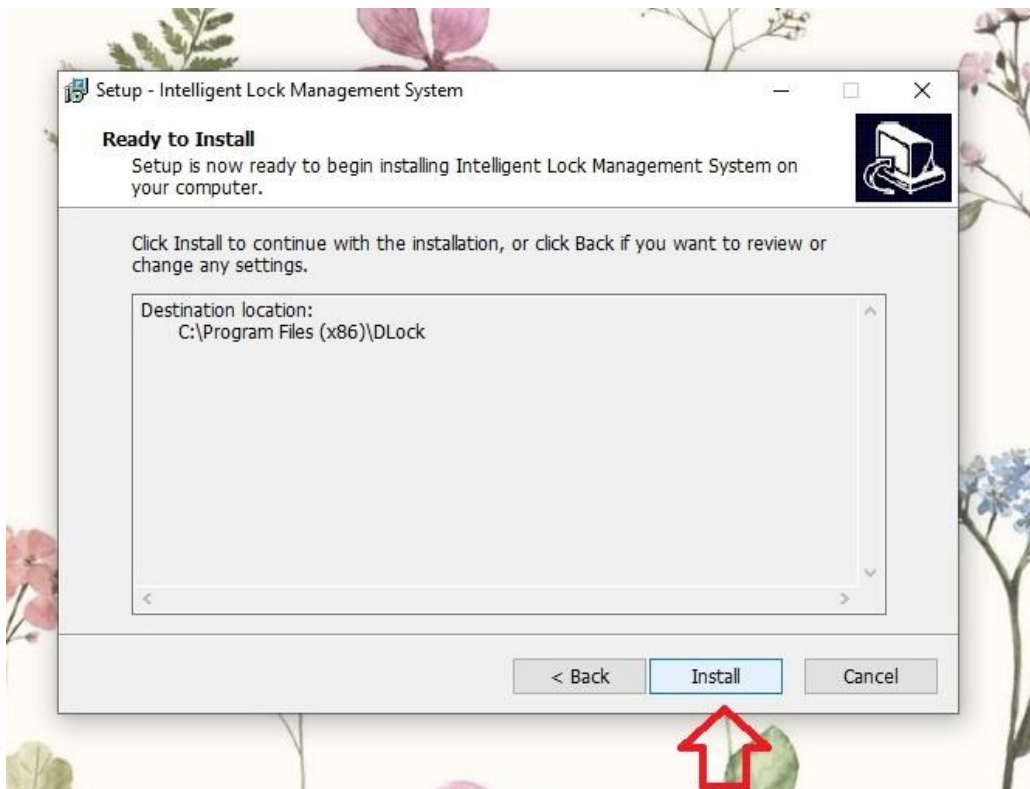 Setup - Intelligent Lock Management System
Ready to Install
Setup is now ready to begin installing Intelligent Lock Management System on
your computer.
Click Install to continue with the installation, or click Back if you want to review or
change any settings.
Destination location:
C:\Program Files (x86)\DLock
< Back
Install
Cancel